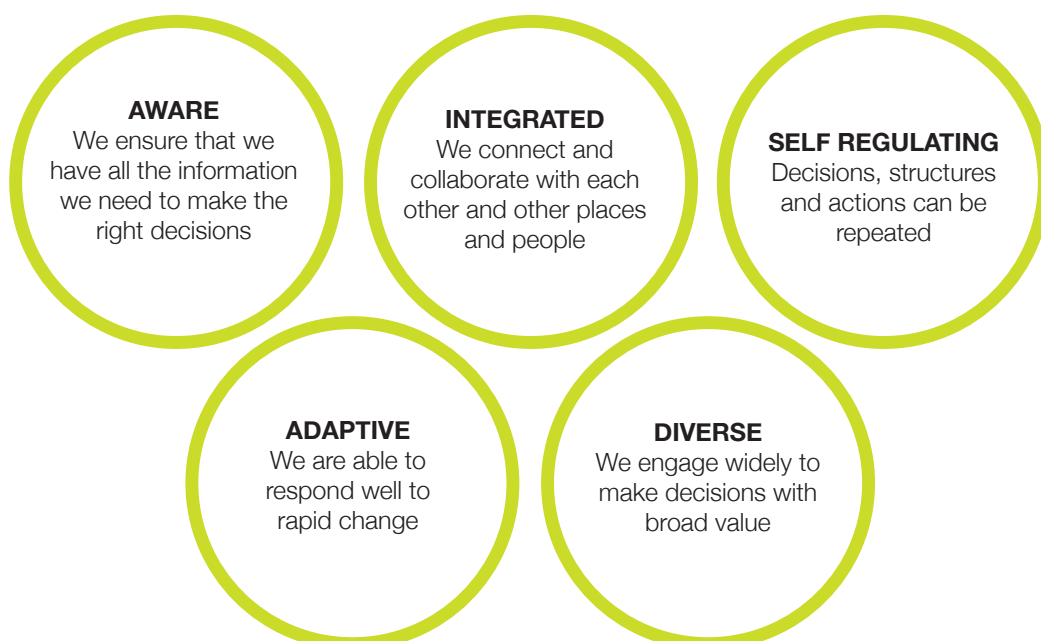 AWARE
We ensure that we
have all the information
we need to make the
right decisions
INTEGRATED
We connect and
collaborate with each
other and other places
and people
SELF REGULATING
Decisions, structures
and actions can be
repeated
ADAPTIVE
We are able to
respond well to
rapid change
DIVERSE
We engage widely to
make decisions with
broad value